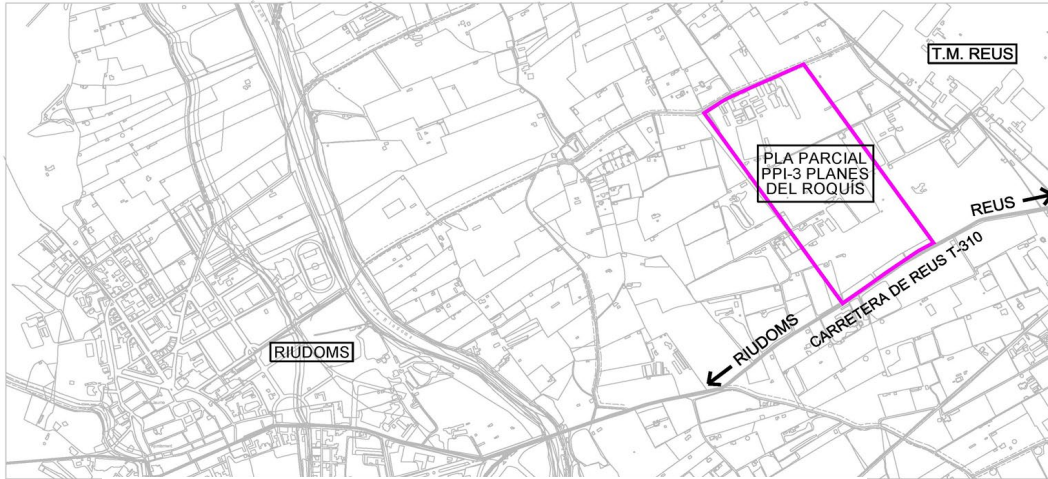 T.M. REUS
PLA PARCIAL
PPI-3 PLANES
DEL ROQUÍS
REUS
CARRETERA DE REUS T-310
RIUDOMS
RIUDOMS